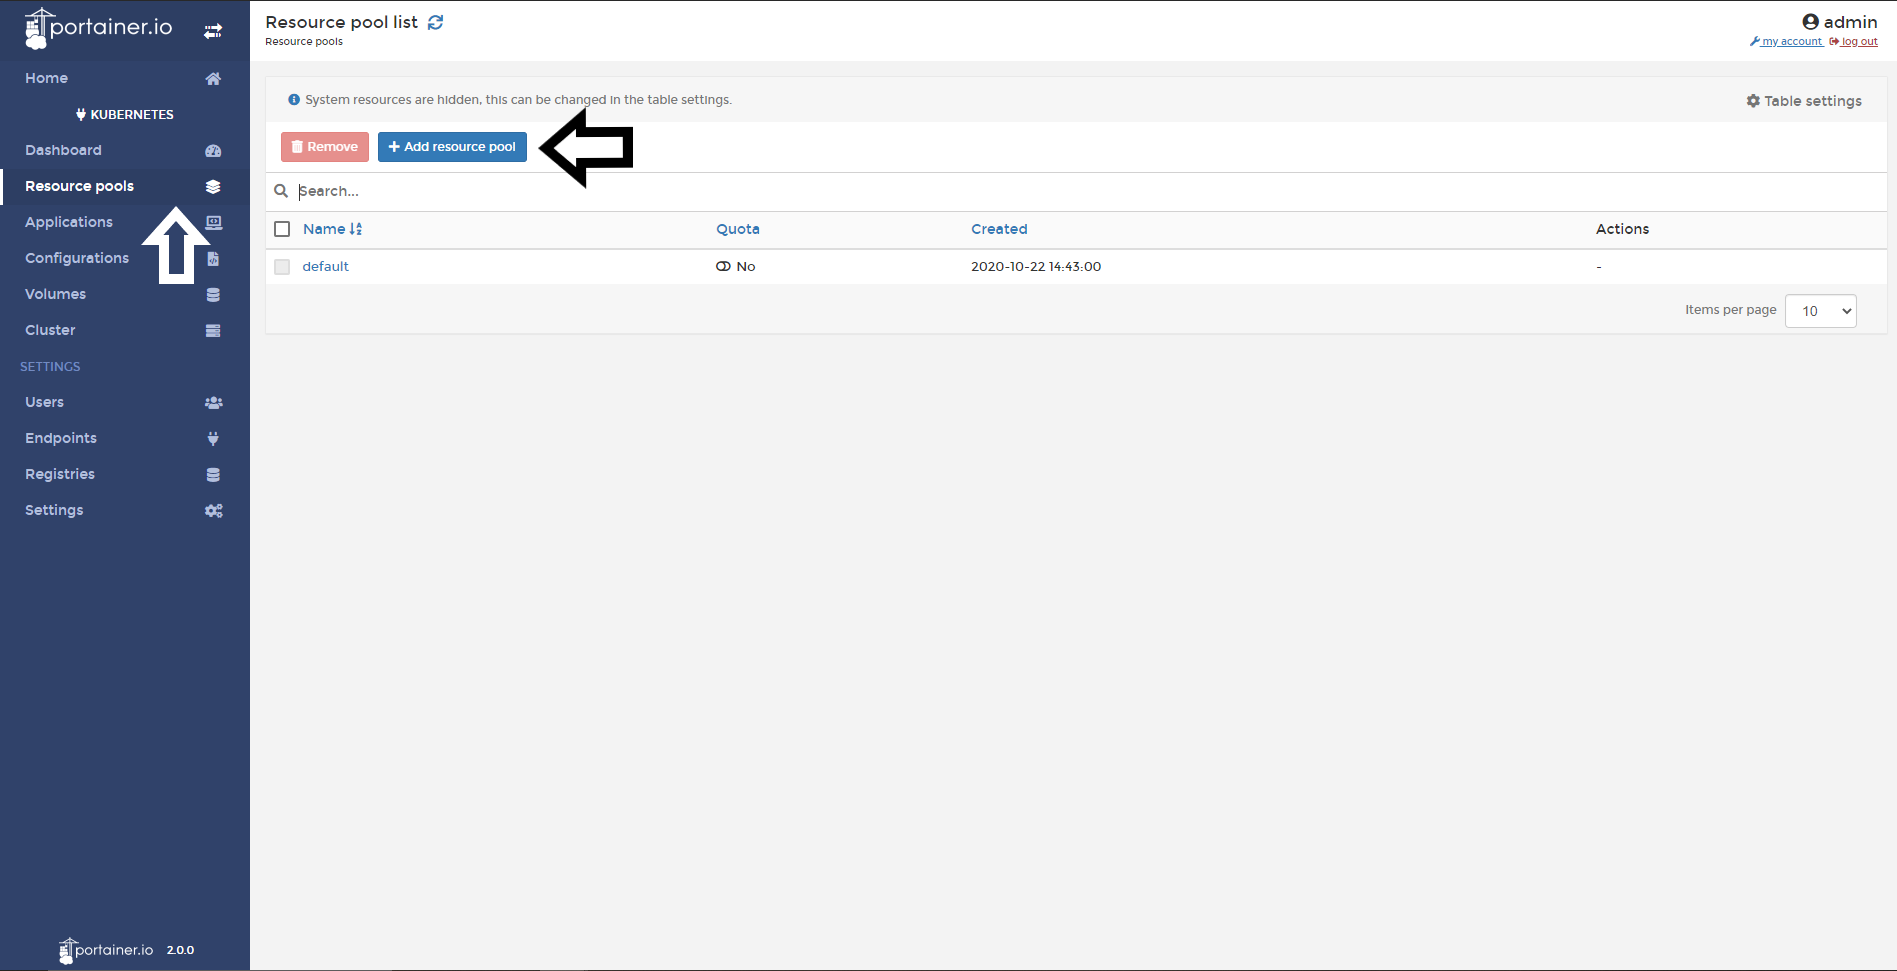 portainer.io
Home
KUBERNETES
Dashboard
Resource pools
Applications
Configurations
Volumes
Cluster
SETTINGS
Users
Endpoints
Registries
Settings
portainer.io 2.0.0
Resource pool list
Resource pools
admin
my account log out
System resources are hidden, this can be changed in the table settings.
Table settings
Remove Add resource pool
Search...
Name Quota Created Actions
default No 2020-10-22 14:43:00 -
Items per page 10